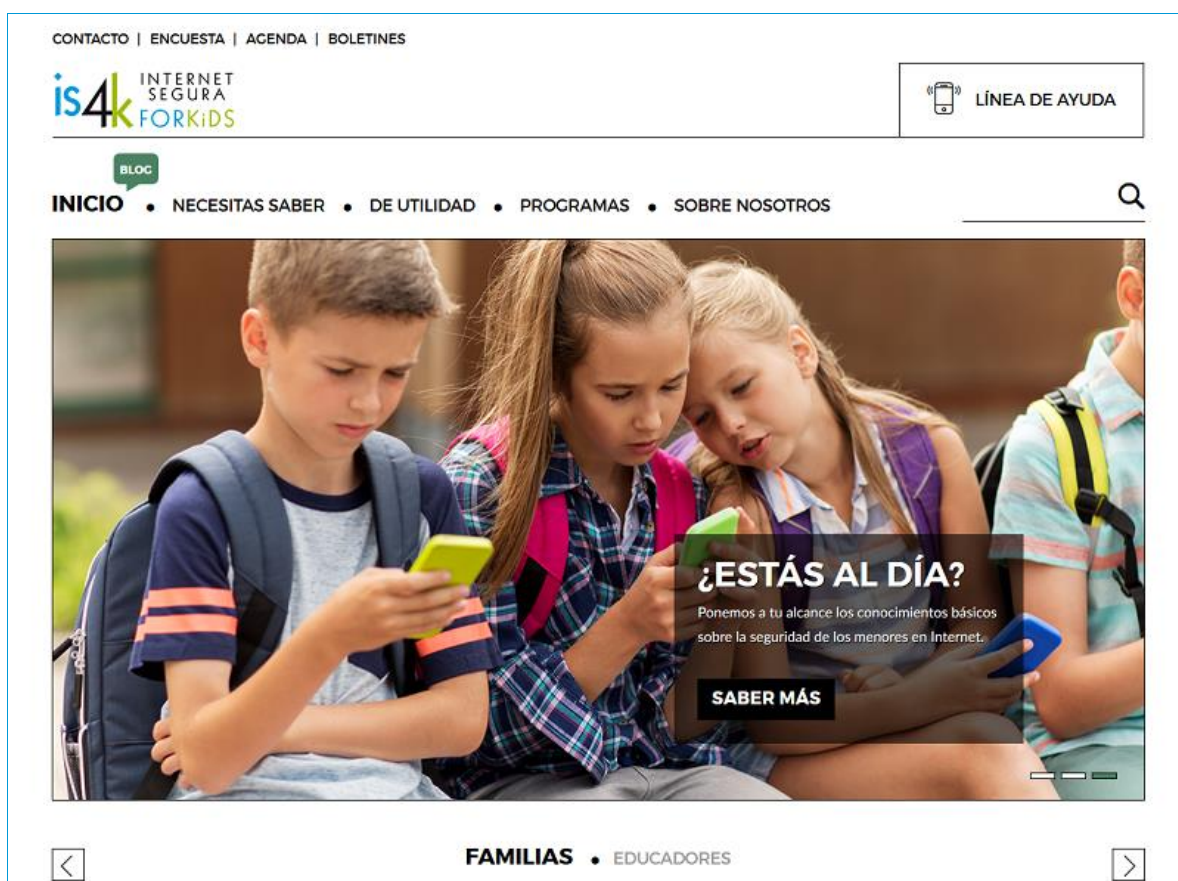 CONTACTO | ENCUESTA | AGENDA | BOLETINES
is4k INTERNET
SEGURA
FORKiDS
LÍNEA DE AYUDA
BLOG
INICIO • NECESITAS SABER • DE UTILIDAD • PROGRAMAS • SOBRE NOSOTROS
¿ESTÁS AL DÍA?
Ponemos a tu alcance los conocimientos básicos
sobre la seguridad de los menores en Internet.
SABER MÁS
FAMILIAS • EDUCADORES